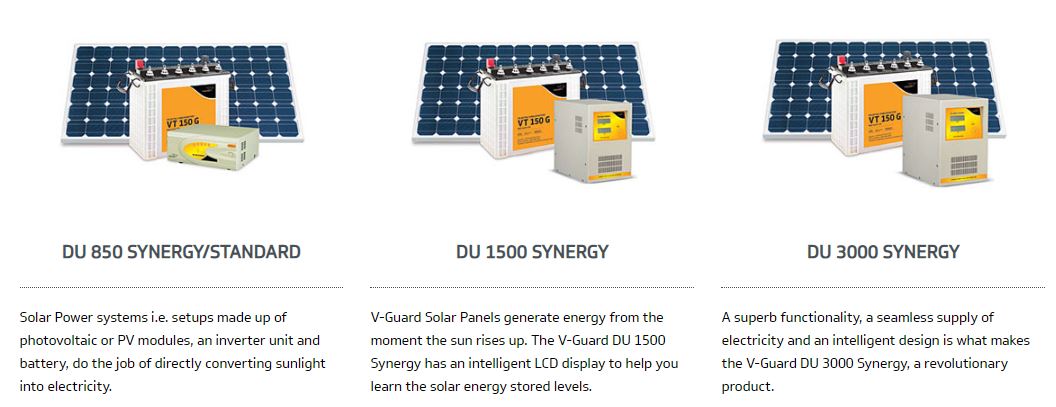 VT 150 G
VT 150 G
VT 150 G
DU 850 SYNERGY/STANDARD
DU 1500 SYNERGY
DU 3000 SYNERGY
Solar Power systems i.e. setups made up of
photovoltaic or PV modules, an inverter unit and
battery, do the job of directly converting sunlight
into electricity.
V-Guard Solar Panels generate energy from the
moment the sun rises up. The V-Guard DU 1500
Synergy has an intelligent LCD display to help you
learn the solar energy stored levels.
A superb functionality, a seamless supply of
electricity and an intelligent design is what makes
the V-Guard DU 3000 Synergy, a revolutionary
product.